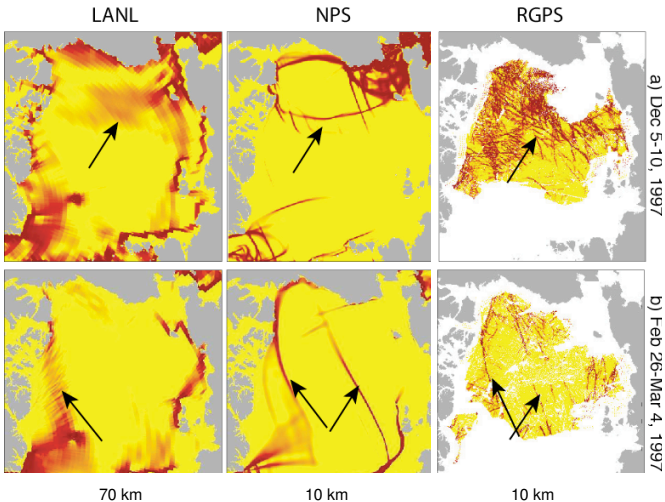 LANL NPS RGPS
a) Dec 5-10, 1997
b) Feb 26-Mar 4, 1997
70 km 10 km 10 km